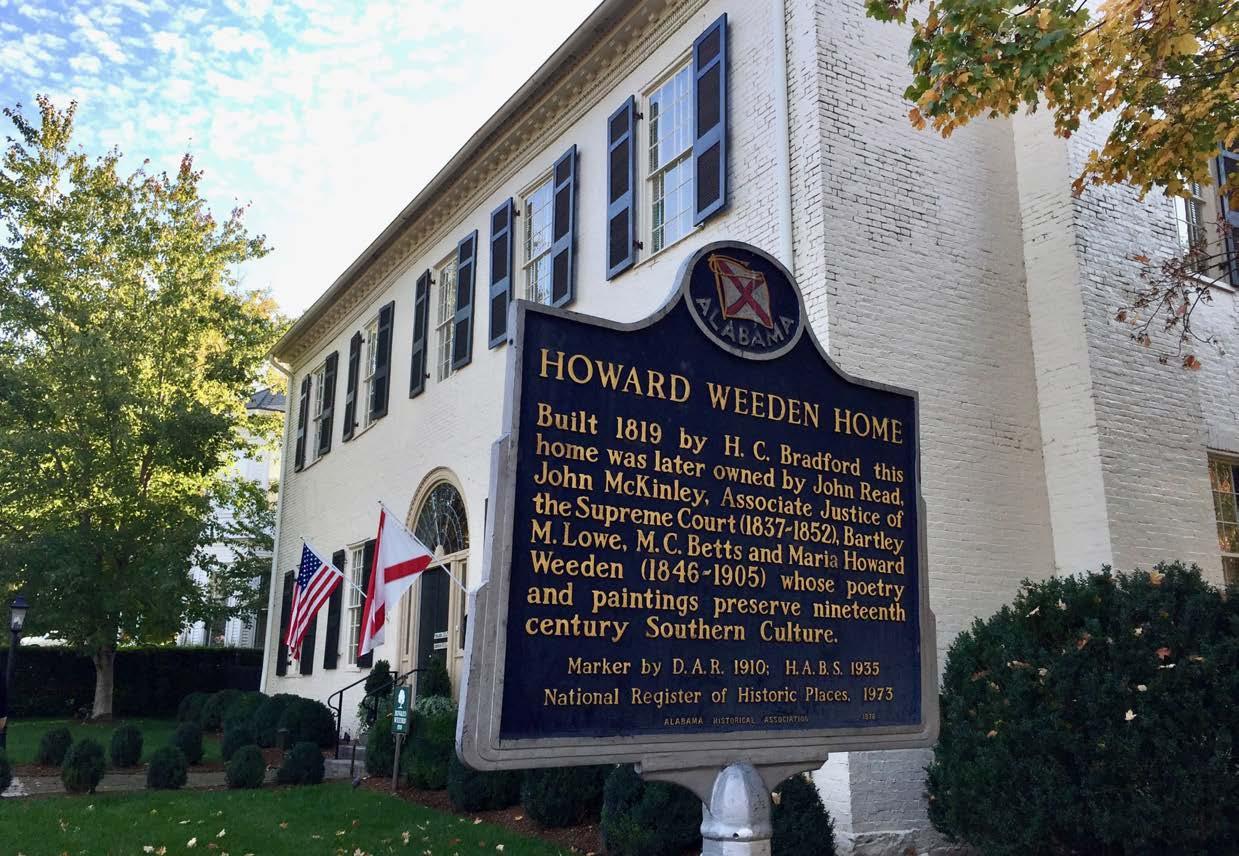 ALABAMA
HOWARD WEEDEN HOME
Built 1819 by H. C. Bradford this
home was later owned by John Read,
John McKinley, Associate Justice of
the Supreme Court (1837-1852), Bartley
M. Lowe, M. C. Betts and Maria Howard
Weeden (1846-1905) whose poetry
and paintings preserve nineteenth
century Southern Culture.
Marker by D.A.R. 1910; H.A.B.S. 1935
National Register of Historic Places, 1973
ALABAMA HISTORICAL ASSOCIATION 1978